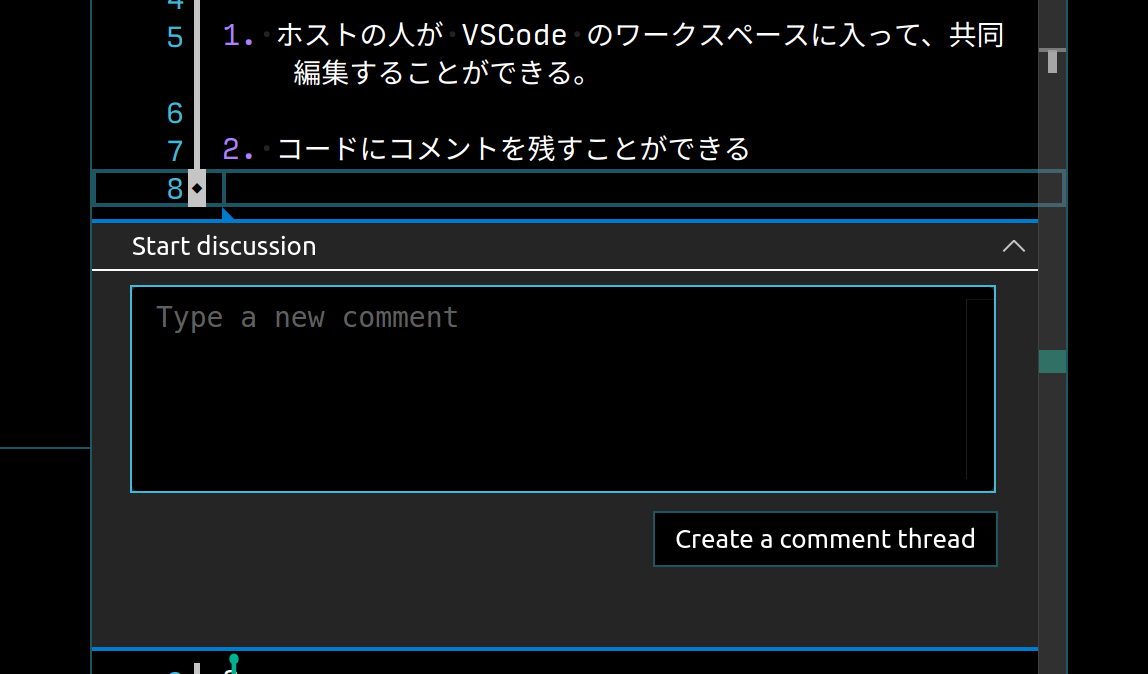 5 1. ホストの人が VSCode のワークスペースに入って、共同
編集することができる。
6
7 2. コードにコメントを残すことができる
8
Start discussion
Type a new comment
Create a comment thread